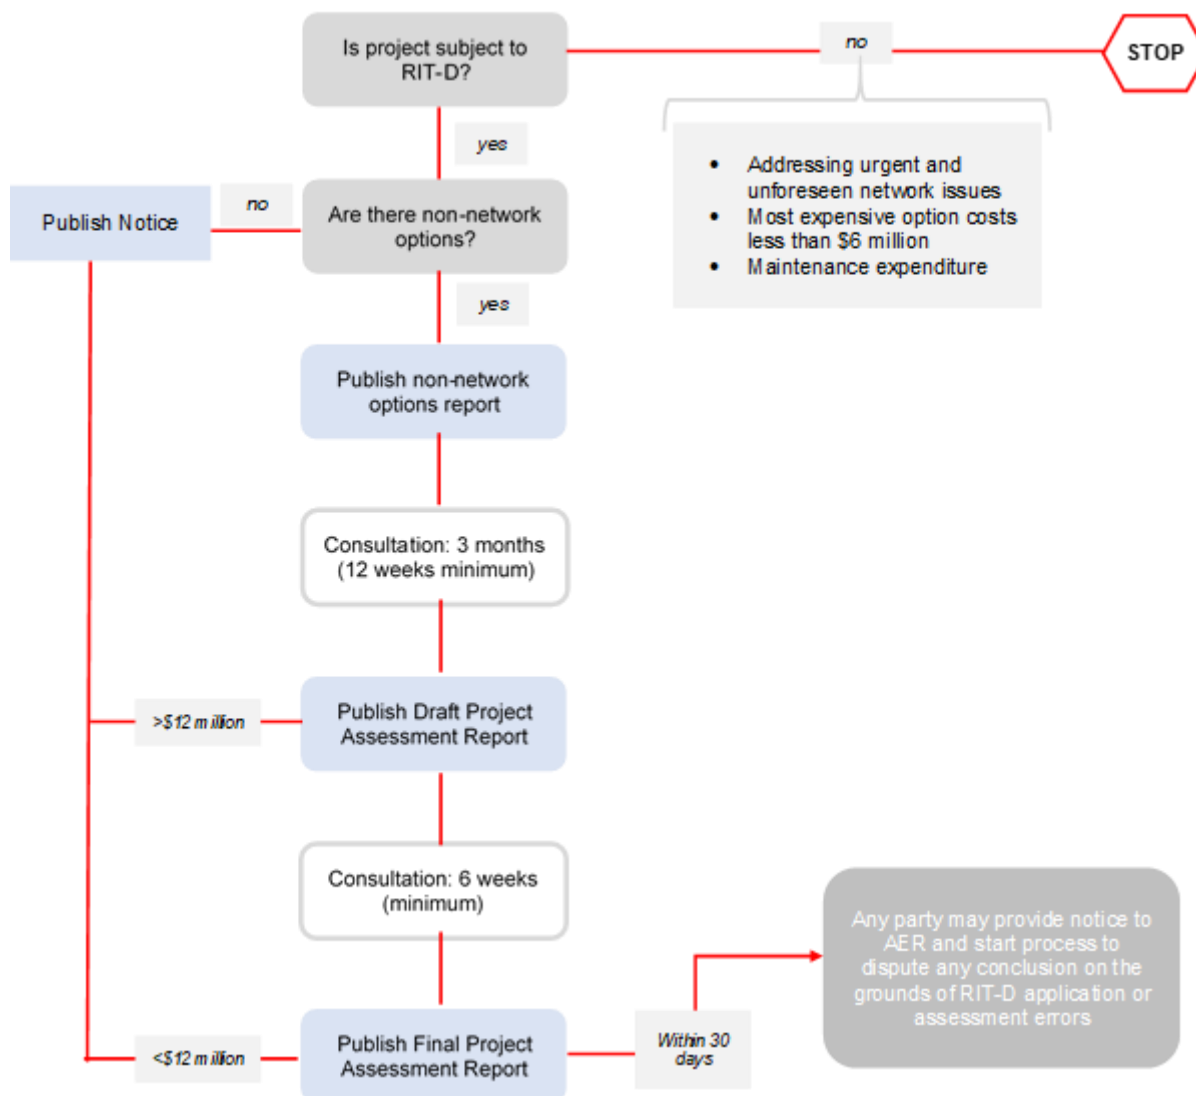 Is project subject to
RIT-D?
no
STOP
yes
• Addressing urgent and
unforeseen network issues
• Most expensive option costs
less than $6 million
• Maintenance expenditure
Publish Notice
no
Are there non-network
options?
yes
Publish non-network
options report
Consultation: 3 months
(12 weeks minimum)
>$12 million
Publish Draft Project
Assessment Report
Consultation: 6 weeks
(minimum)
Any party may provide notice to
AER and start process to
dispute any conclusion on the
grounds of RIT-D application or
assessment errors
<$12 million
Publish Final Project
Assessment Report
Within 30
days